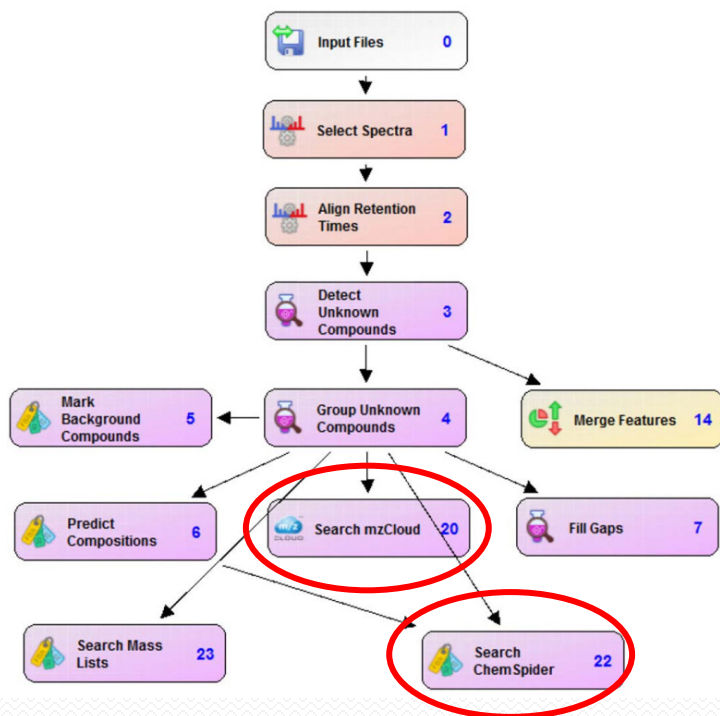 Input Files 0
Select Spectra 1
Align Retention
Times 2
Detect
Unknown
Compounds 3
Mark
Background
Compounds 5
Group Unknown
Compounds 4
Merge Features 14
Predict
Compositions 6
m/z
CLOUD
Search mzCloud 20
Fill Gaps 7
Search Mass
Lists 23
Search
ChemSpider 22